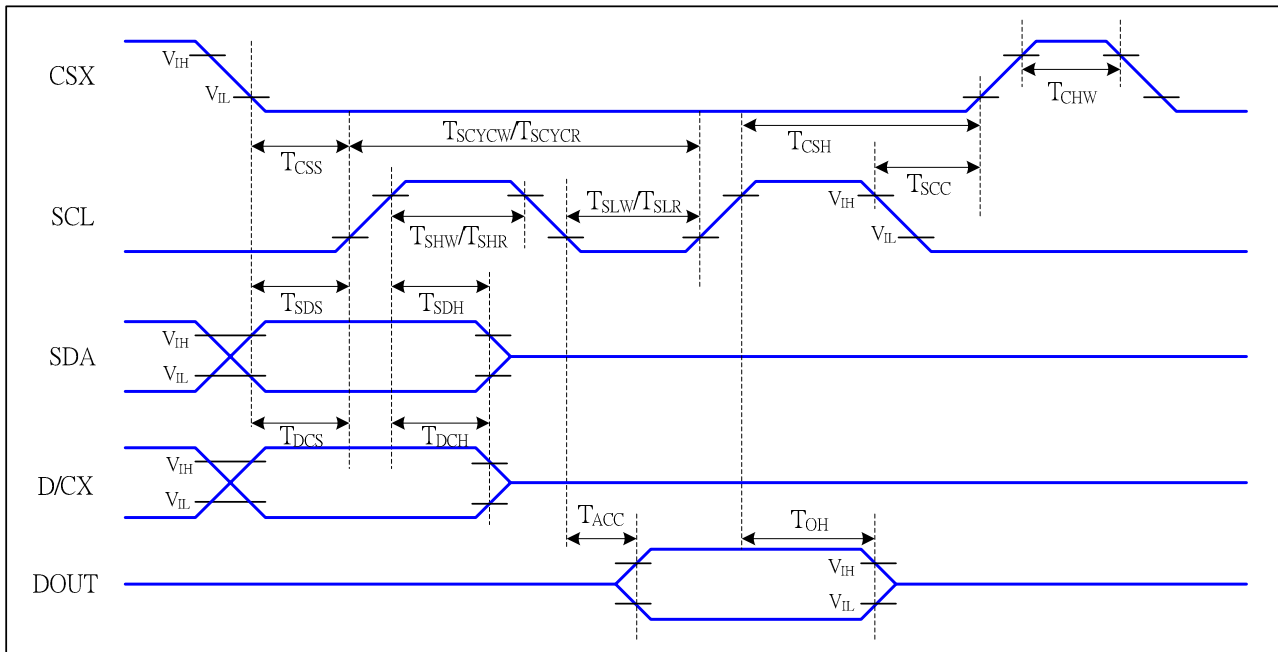 CSX
VIH
VIL
TCHW
TSCYCW/TSCYCR
TCSS
TCSH
TSCC
SCL
TSLW/TSLR
VIH
TSHW/TSHR
VIL
TSDS
TSDH
SDA
VIH
VIL
TDCS
TDCH
D/CX
VIH
VIL
TACC
TOH
DOUT
VIH
VIL